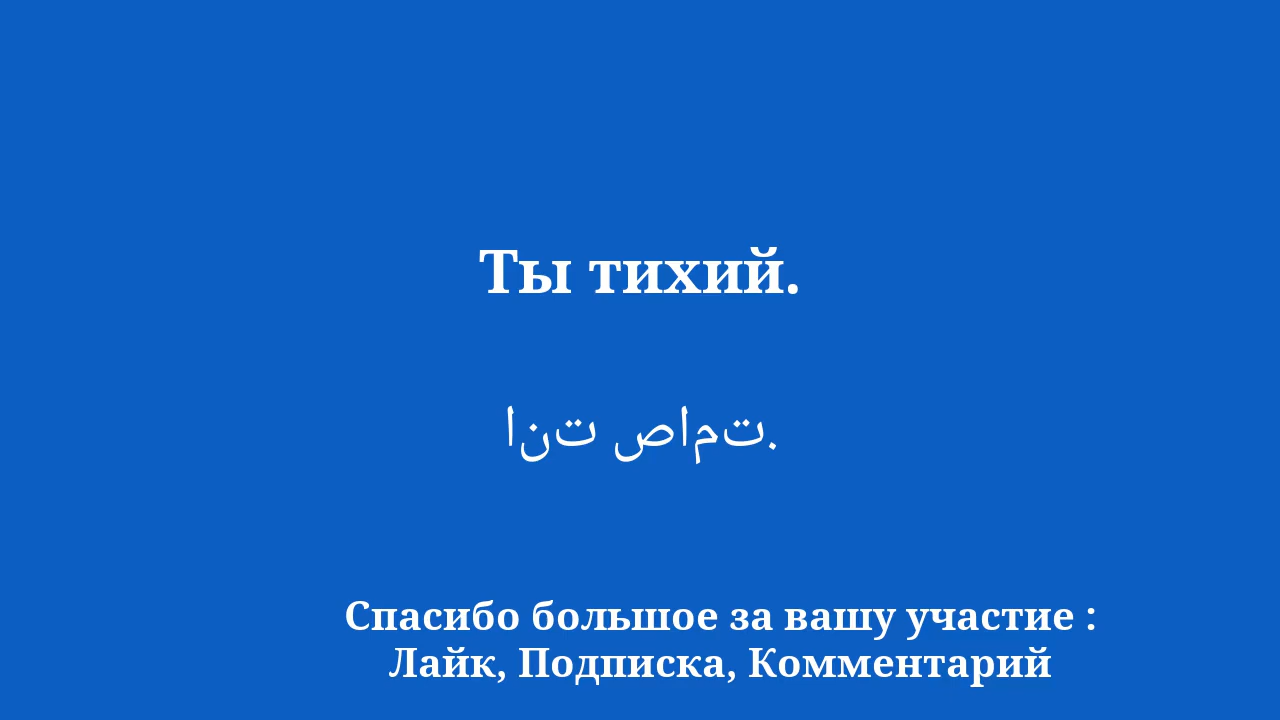 Ты тихий.
انت صامت.
Спасибо большое за вашу участие :
Лайк, Подписка, Комментарий